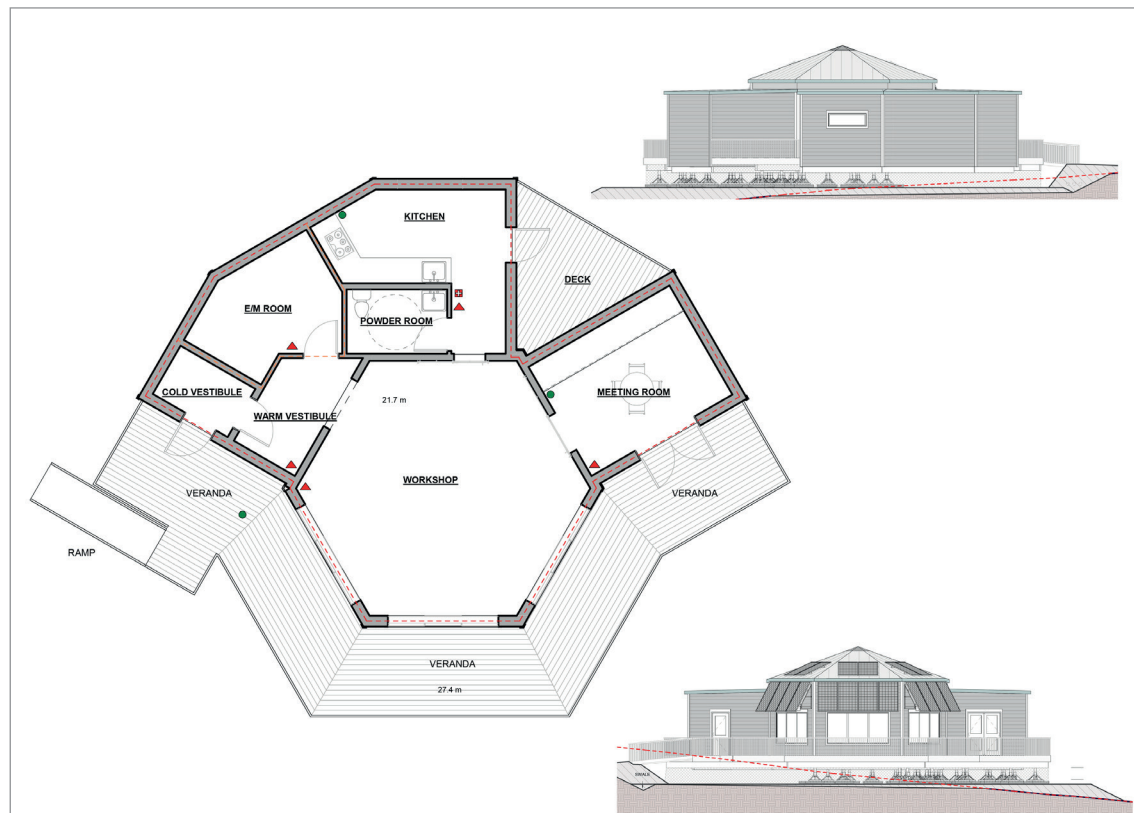 KITCHEN
DECK
E/M ROOM
POWDER ROOM
COLD VESTIBULE
MEETING ROOM
21.7 m
WARM VESTIBULE
WORKSHOP
VERANDA
VERANDA
RAMP
VERANDA
27.4 m
SWALE